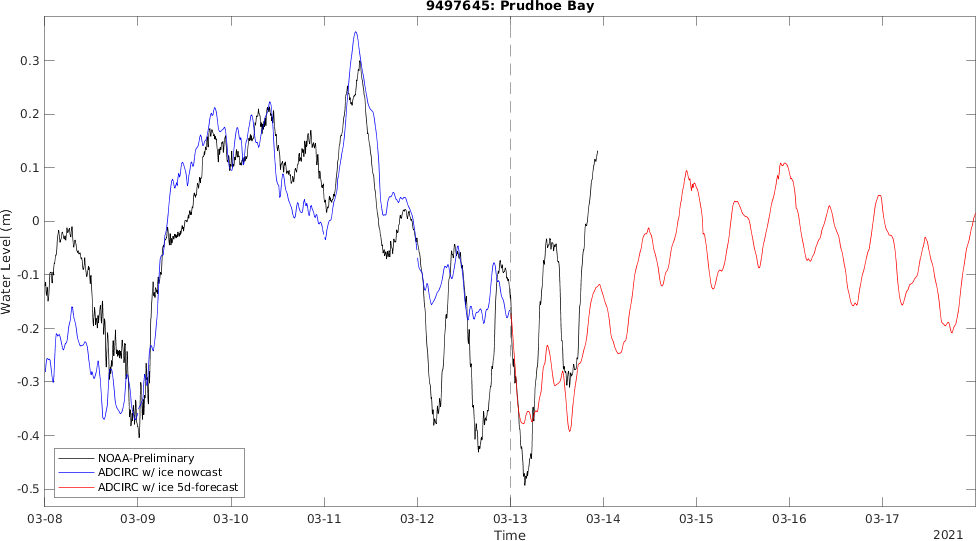 9497645: Prudhoe Bay
Water Level (m)
0.3
0.2
0.1
0
-0.1
-0.2
-0.3
-0.4
-0.5
NOAA-Preliminary
ADCIRC w/ ice nowcast
ADCIRC w/ ice 5d-forecast
03-08 03-09 03-10 03-11 03-12 03-13 03-14 03-15 03-16 03-17
Time
2021